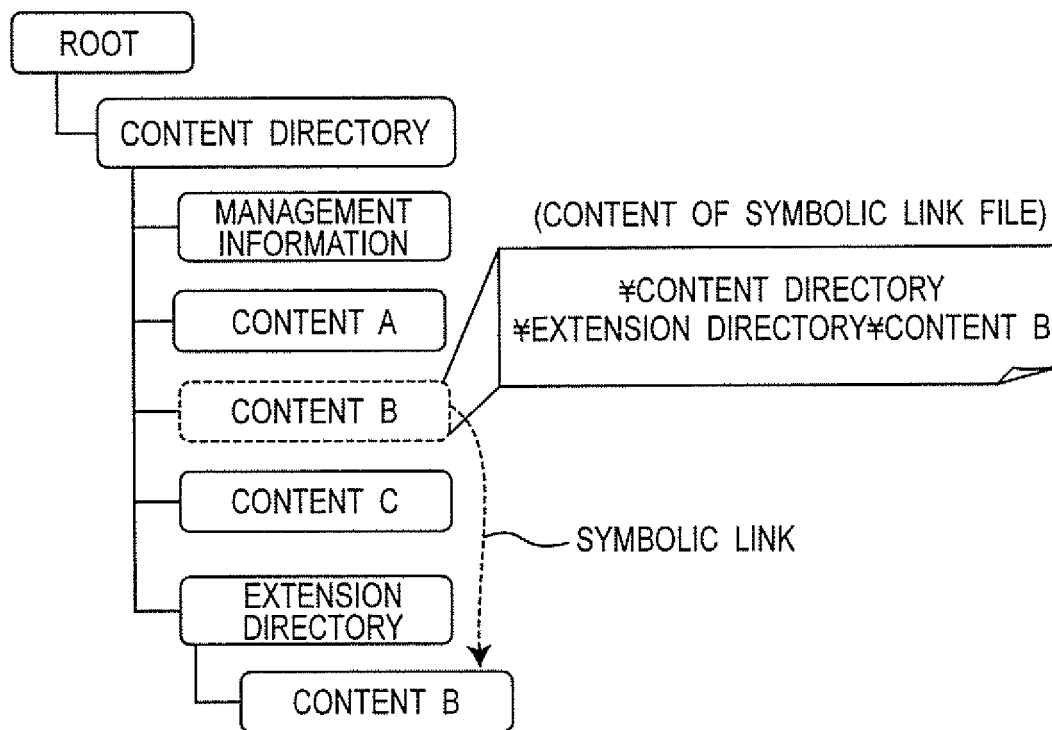 ROOT
CONTENT DIRECTORY
MANAGEMENT
INFORMATION
(CONTENT OF SYMBOLIC LINK FILE)
¥CONTENT DIRECTORY
¥EXTENSION DIRECTORY¥CONTENT B
CONTENT A
CONTENT B
CONTENT C
SYMBOLIC LINK
EXTENSION
DIRECTORY
CONTENT B